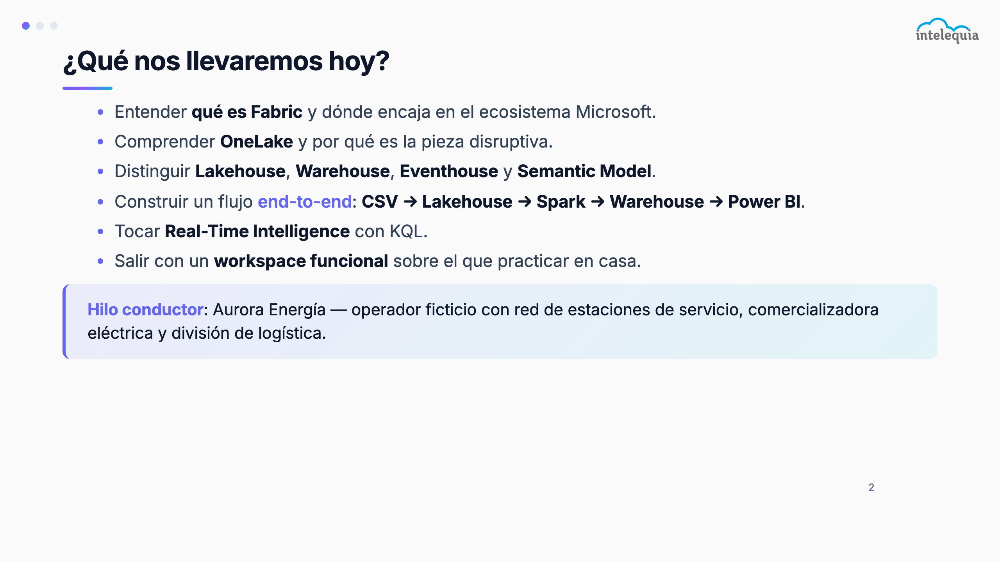 intelequia
¿Qué nos llevaremos hoy?
• Entender qué es Fabric y dónde encaja en el ecosistema Microsoft.
• Comprender OneLake y por qué es la pieza disruptiva.
• Distinguir Lakehouse, Warehouse, Eventhouse y Semantic Model.
• Construir un flujo end-to-end: CSV → Lakehouse → Spark → Warehouse → Power BI.
• Tocar Real-Time Intelligence con KQL.
• Salir con un workspace funcional sobre el que practicar en casa.
Hilo conductor: Aurora Energía — operador ficticio con red de estaciones de servicio, comercializadora
eléctrica y división de logística.
2